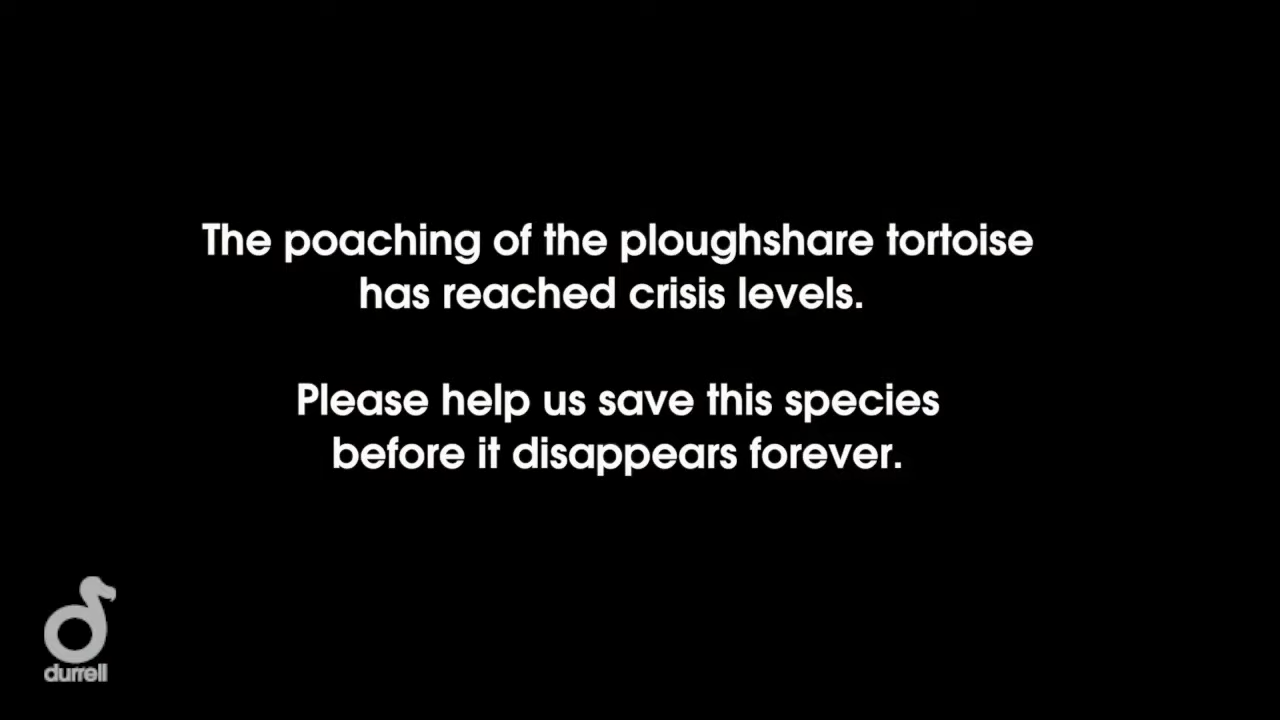 The poaching of the ploughshare tortoise
has reached crisis levels.
Please help us save this species
before it disappears forever.
durrell